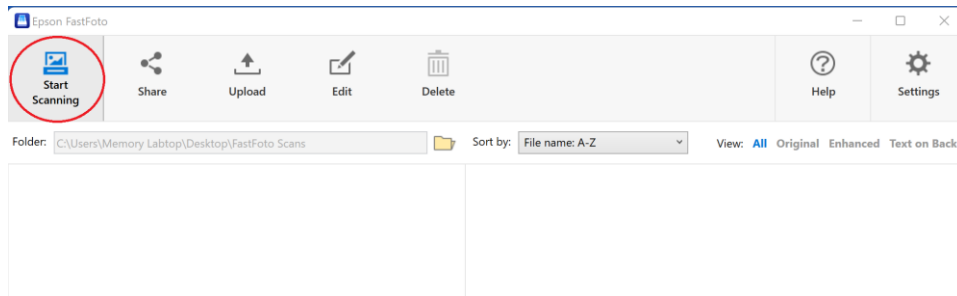 Epson FastFoto
Start
Scanning
Share
Upload
Edit
Delete
Help
Settings
Folder: C:\Users\Memory Labtop\Desktop\FastFoto Scans
Sort by: File name: A-Z
View: All Original Enhanced Text on Back